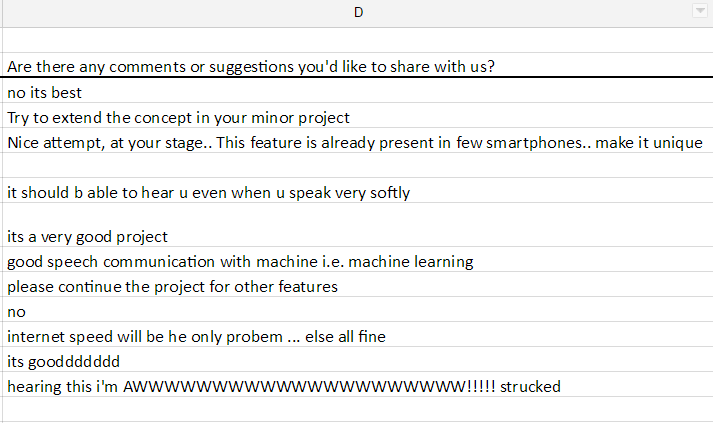 D
Are there any comments or suggestions you'd like to share with us?
no its best
Try to extend the concept in your minor project
Nice attempt, at your stage.. This feature is already present in few smartphones.. make it unique
it should b able to hear u even when u speak very softly
its a very good project
good speech communication with machine i.e. machine learning
please continue the project for other features
no
internet speed will be he only probem ... else all fine
its gooddddddd
hearing this i'm AWWWWWWWWWWWWWWWWWWWWW!!!!! strucked